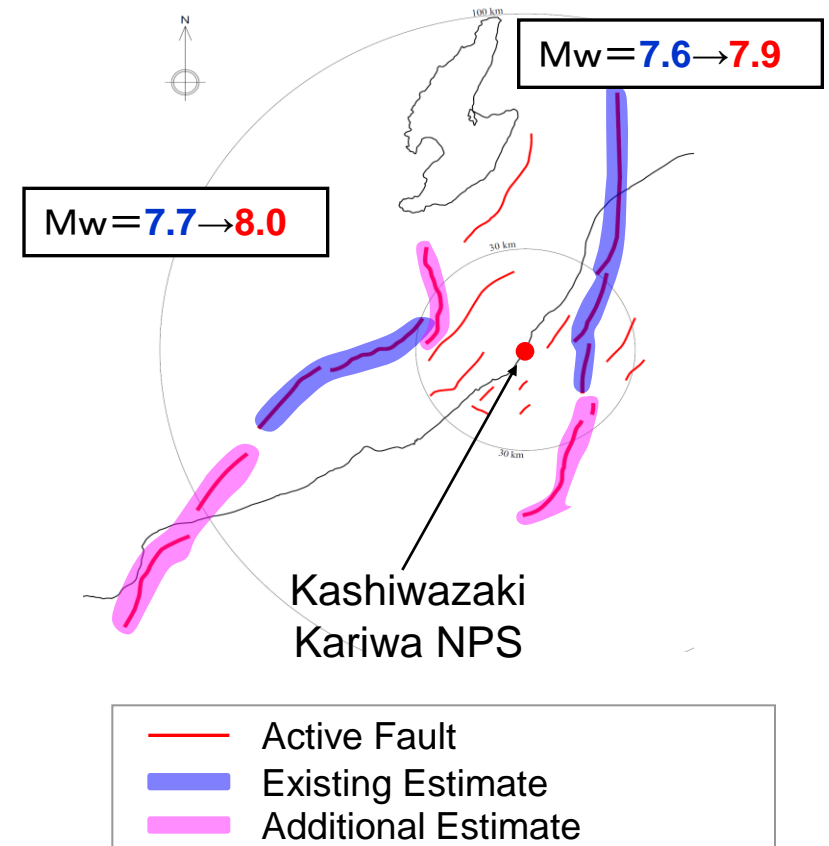 N
100 km
Mw＝7.6→7.9
Mw＝7.7→8.0
30 km
30 km
Kashiwazaki
Kariwa NPS
Active Fault
Existing Estimate
Additional Estimate